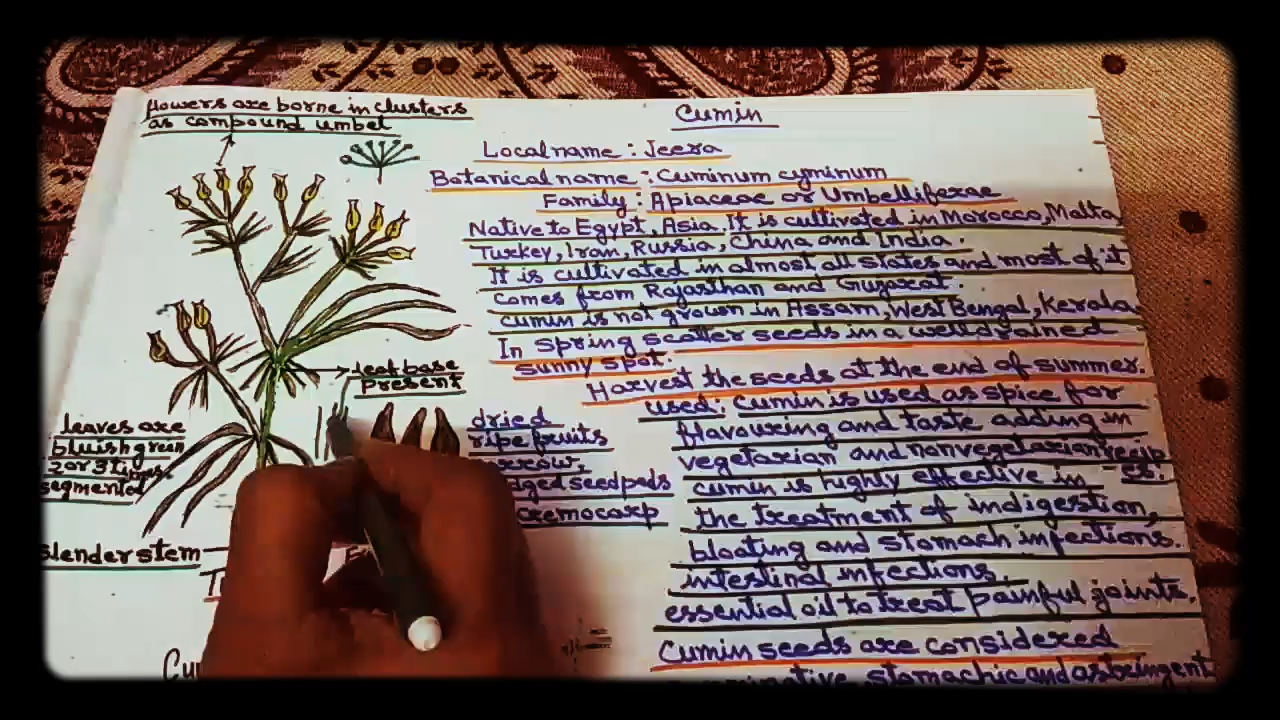 flowers are borne in clusters
as compound umbel
Cumin
Local name : Jeera
Botanical name : Cuminum cyminum
Family : Apiaceae or Umbelliferae
Native to Egypt, Asia. It is cultivated in Morocco, Malta
Turkey, Iran, Russia, China and India.
It is cultivated in almost all states and most of it
comes from Rajasthan and Gujarat.
cumin is not grown in Assam, West Bengal, Kerala
In Spring scatter seeds in a well drained
sunny spot.
Harvest the seeds at the end of summer.
used. Cumin is used as spice for
flavouring and taste adding in
vegetarian and nonvegetarian recip
es.
cumin is highly effective in
the treatment of indigestion,
bloating and stomach infections.
intestinal infections.
essential oil to treat painful joints.
Cumin seeds are considered
stomachic and astringent
leaf base
present
leaves are
bluish green
2 or 3 times
segmented
slender stem
dried
ripe fruits
seedpods
cremocarp